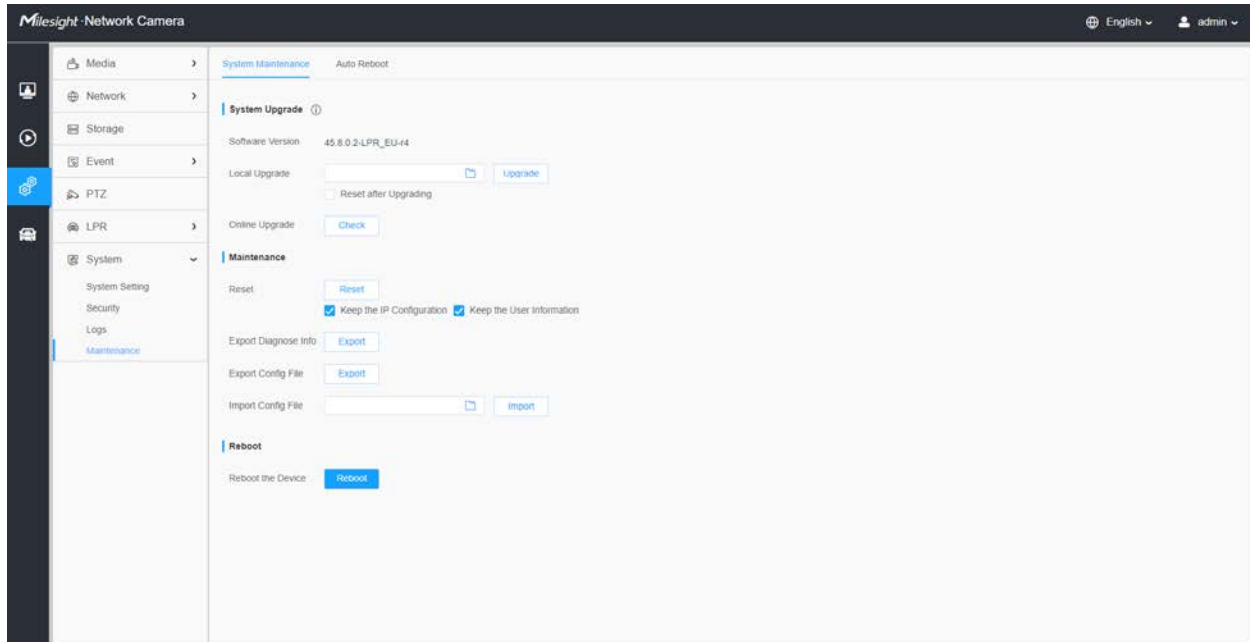 Milesight·Network Camera
English
admin
Media
Network
Storage
Event
PTZ
LPR
System
System Setting
Security
Logs
Maintenance
System Maintenance
Auto Reboot
System Upgrade
Software Version
45.8.0.2-LPR_EU-r4
Local Upgrade
Upgrade
Reset after Upgrading
Online Upgrade
Check
Maintenance
Reset
Reset
Keep the IP Configuration
Keep the User Information
Export Diagnose Info
Export
Export Config File
Export
Import Config File
Import
Reboot
Reboot the Device
Reboot